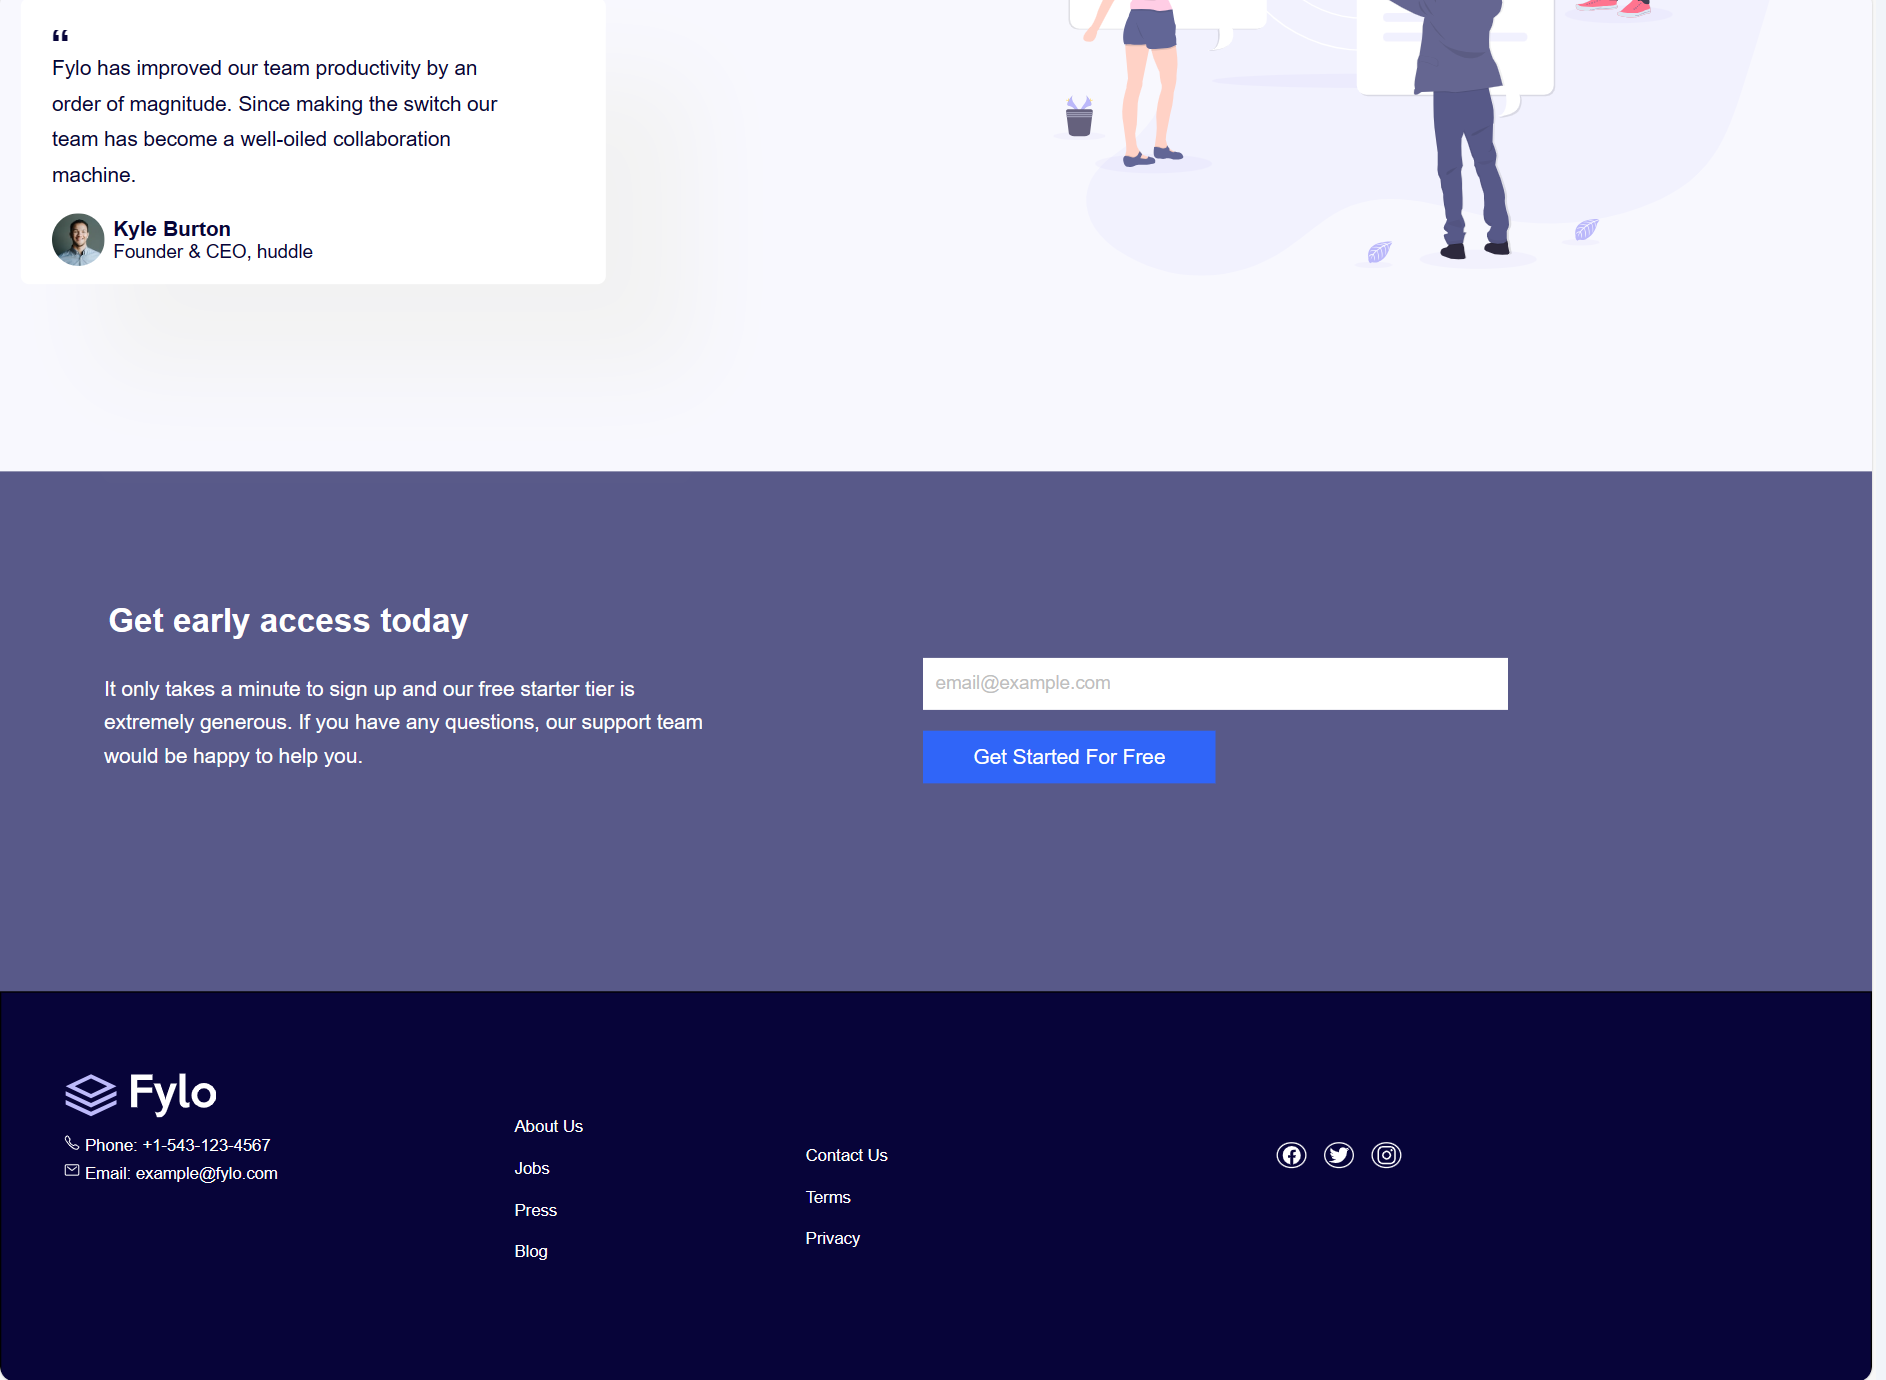 “
Fylo has improved our team productivity by an
order of magnitude. Since making the switch our
team has become a well-oiled collaboration
machine.
Kyle Burton
Founder & CEO, huddle
Get early access today
It only takes a minute to sign up and our free starter tier is
extremely generous. If you have any questions, our support team
would be happy to help you.
email@example.com
Get Started For Free
Fylo
Phone: +1-543-123-4567
Email: example@fylo.com
About Us
Jobs
Press
Blog
Contact Us
Terms
Privacy